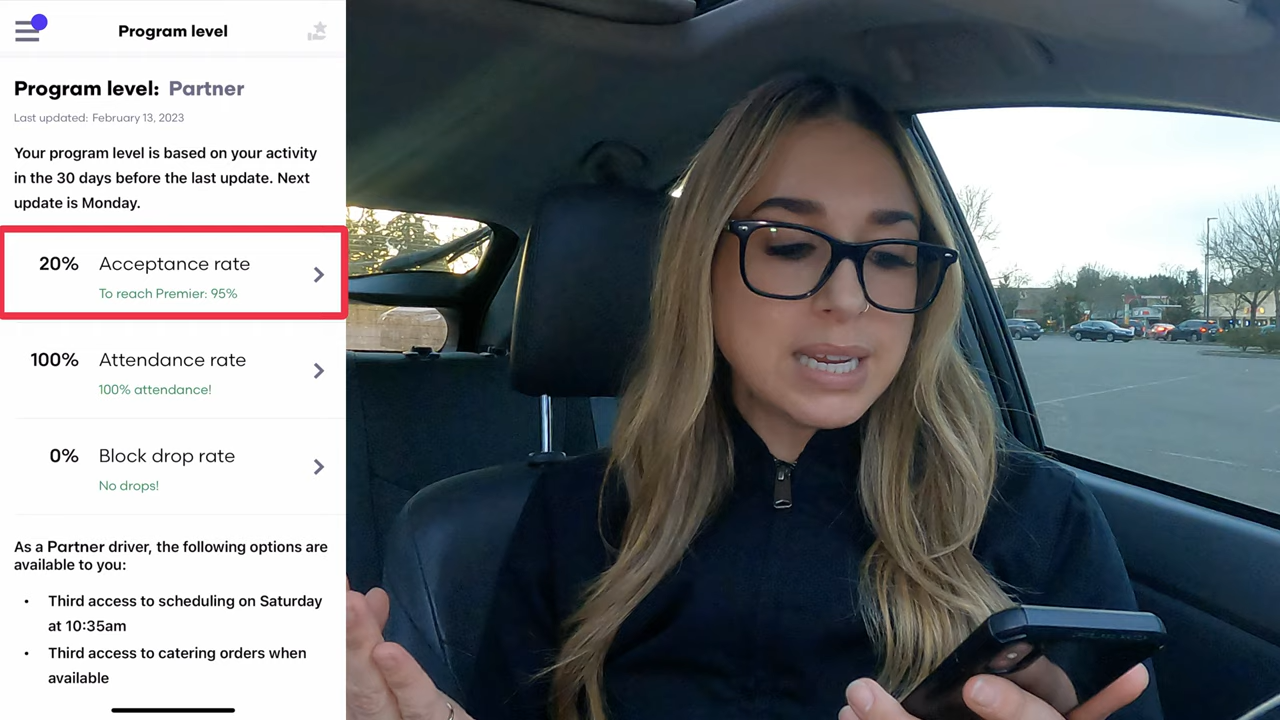 Program level
Program level: Partner
Last updated: February 13, 2023
Your program level is based on your activity
in the 30 days before the last update. Next
update is Monday.
20% Acceptance rate
To reach Premier: 95%
100% Attendance rate
100% attendance!
0% Block drop rate
No drops!
As a Partner driver, the following options are
available to you:
• Third access to scheduling on Saturday
at 10:35am
• Third access to catering orders when
available